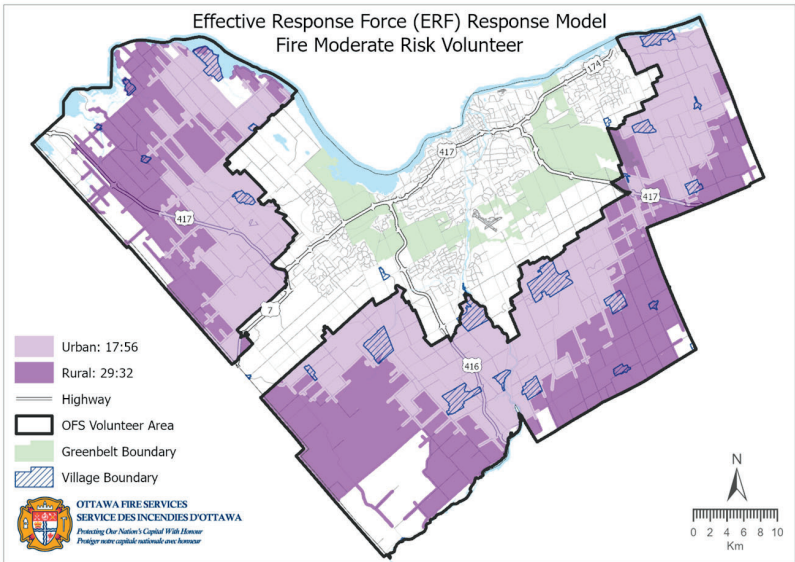 Effective Response Force (ERF) Response Model
Fire Moderate Risk Volunteer
174
417
417
417
7
416
Urban: 17:56
Rural: 29:32
Highway
OFS Volunteer Area
Greenbelt Boundary
Village Boundary
OTTAWA FIRE SERVICES
SERVICE DES INCENDIES D'OTTAWA
Protecting Our Nation's Capital With Honour
Protéger notre capitale nationale avec honneur
N
0 2 4 6 8 10
Km